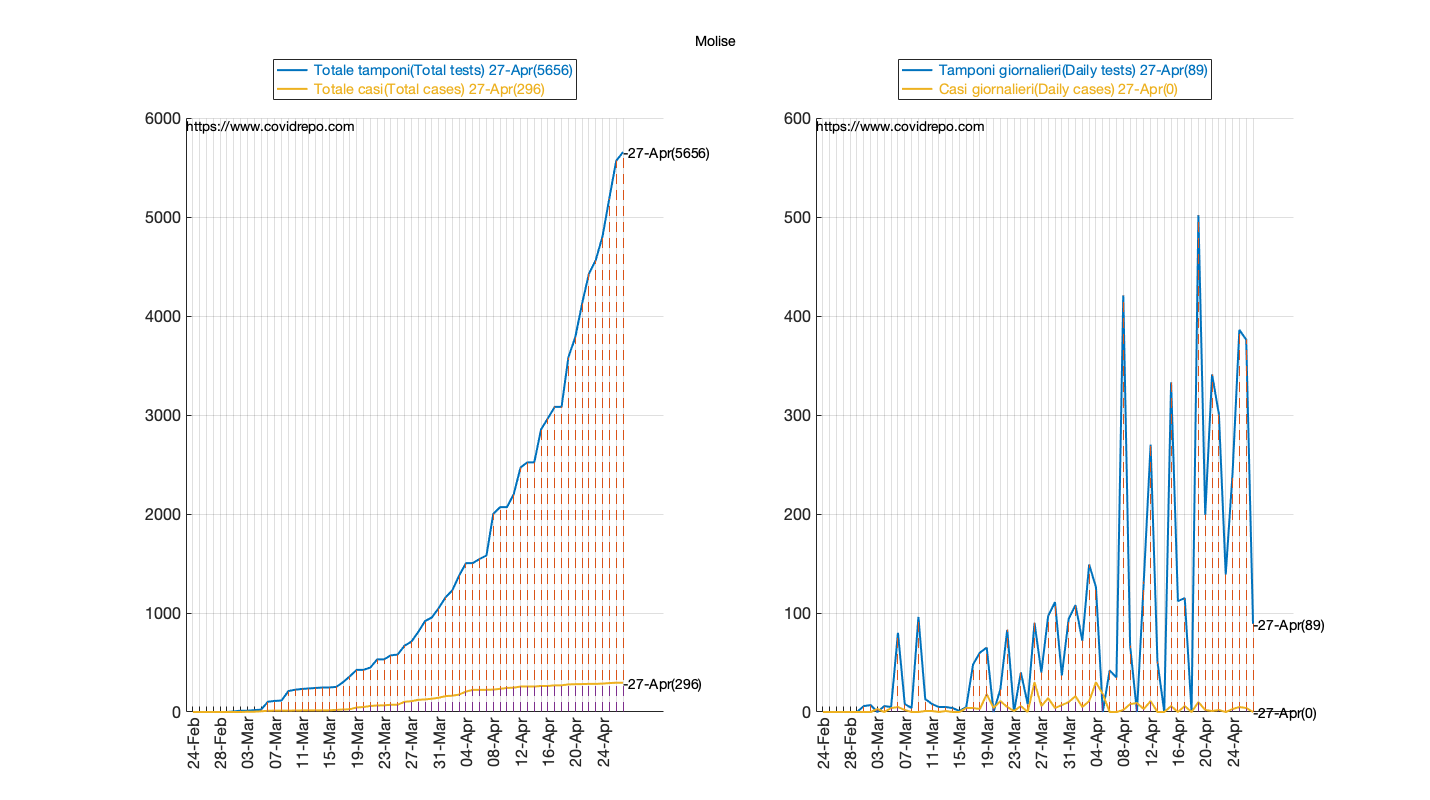 Molise
Totale tamponi(Total tests) 27-Apr(5656)
Totale casi(Total cases) 27-Apr(296)
https://www.covidrepo.com
6000
5000
4000
3000
2000
1000
0
-27-Apr(5656)
-27-Apr(296)
24-Feb
28-Feb
03-Mar
07-Mar
11-Mar
15-Mar
19-Mar
23-Mar
27-Mar
31-Mar
04-Apr
08-Apr
12-Apr
16-Apr
20-Apr
24-Apr
Tamponi giornalieri(Daily tests) 27-Apr(89)
Casi giornalieri(Daily cases) 27-Apr(0)
https://www.covidrepo.com
600
500
400
300
200
100
0
-27-Apr(89)
-27-Apr(0)
24-Feb
28-Feb
03-Mar
07-Mar
11-Mar
15-Mar
19-Mar
23-Mar
27-Mar
31-Mar
04-Apr
08-Apr
12-Apr
16-Apr
20-Apr
24-Apr